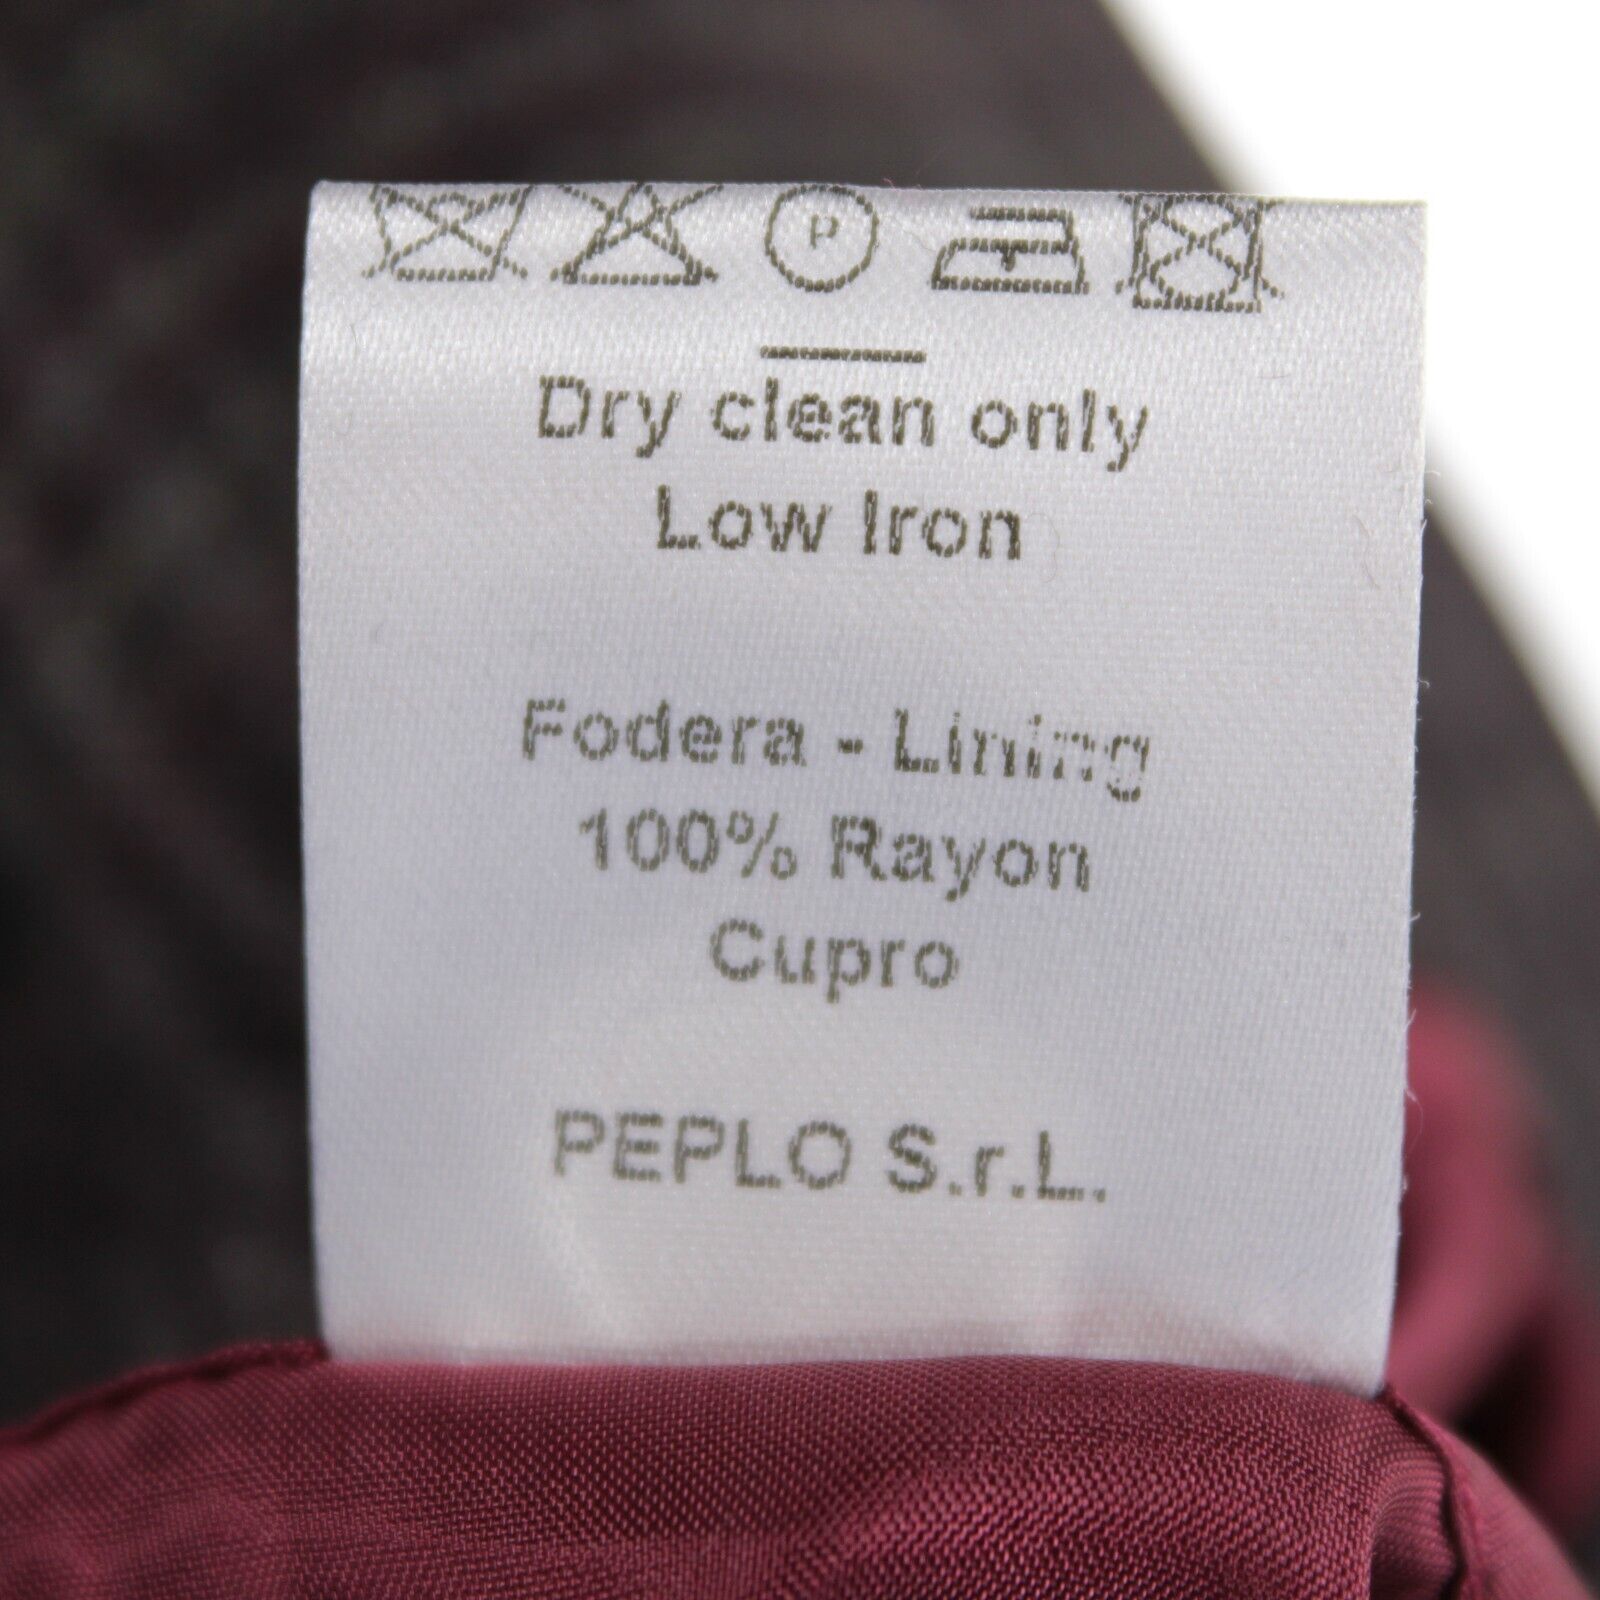 P
Dry clean only
Low Iron
Fodera - Lining
100% Rayon
Cupro
PEPLO S.r.L.